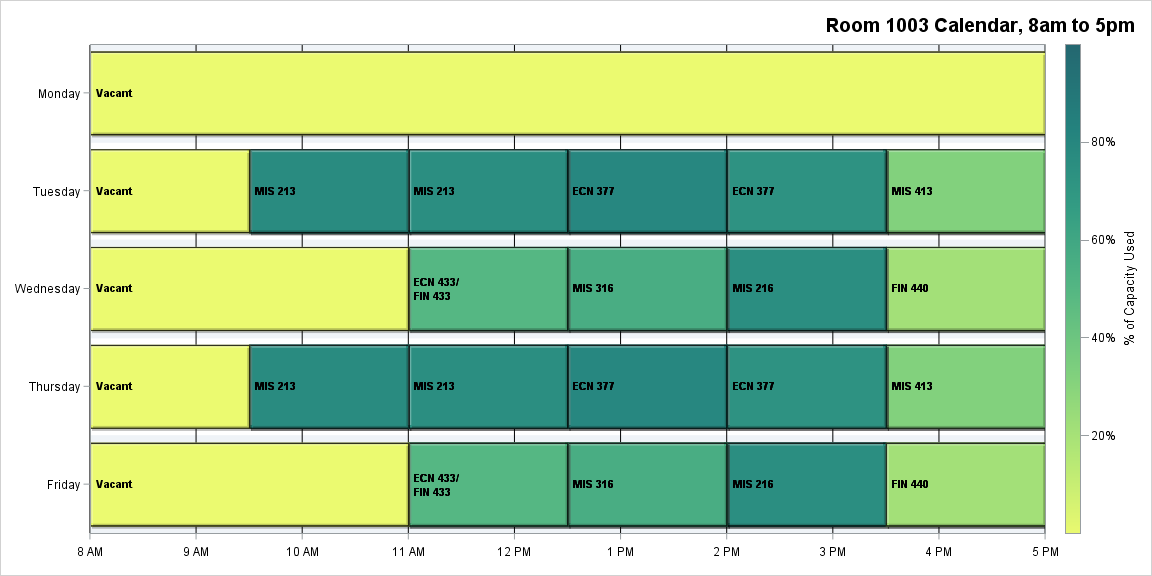 Room 1003 Calendar, 8am to 5pm
Monday
Vacant
Tuesday
Vacant
MIS 213
MIS 213
ECN 377
ECN 377
MIS 413
Wednesday
Vacant
ECN 433/
FIN 433
MIS 316
MIS 216
FIN 440
Thursday
Vacant
MIS 213
MIS 213
ECN 377
ECN 377
MIS 413
Friday
Vacant
ECN 433/
FIN 433
MIS 316
MIS 216
FIN 440
8 AM
9 AM
10 AM
11 AM
12 PM
1 PM
2 PM
3 PM
4 PM
5 PM
80%
60%
40%
20%
% of Capacity Used